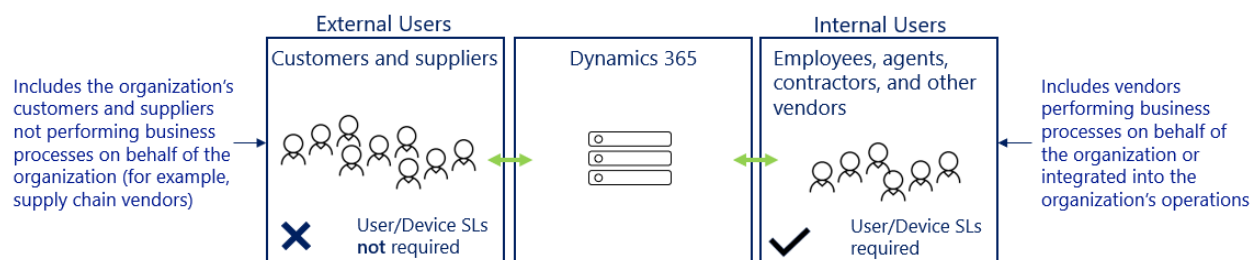 External Users
Internal Users
Includes the organization's
customers and suppliers
not performing business
processes on behalf of the
organization (for example,
supply chain vendors)
Customers and suppliers
User/Device SLs
not required
Dynamics 365
Employees, agents,
contractors, and other
vendors
User/Device SLs
required
Includes vendors
performing business
processes on behalf of
the organization or
integrated into the
organization's operations